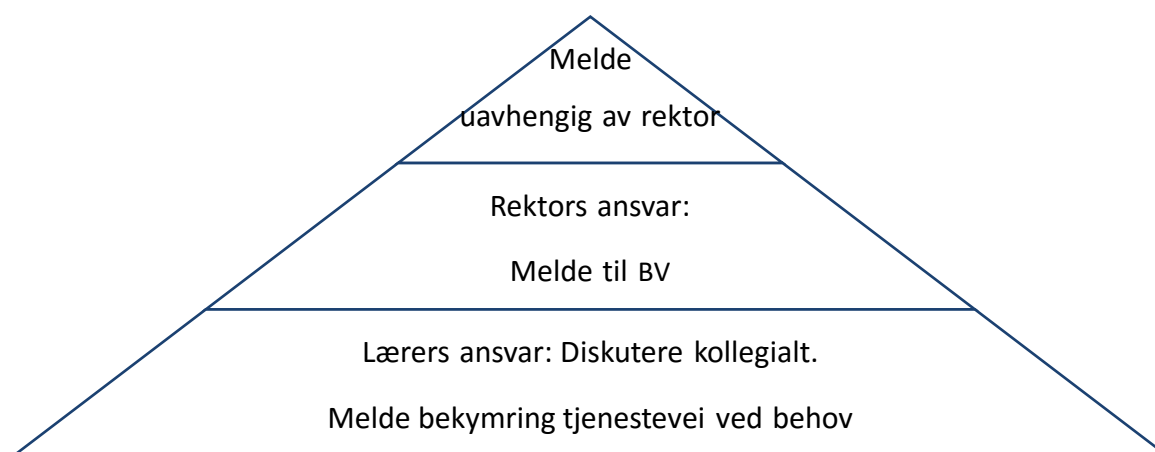 Melde
uavhengig av rektor
Rektors ansvar:
Melde til BV
Lærers ansvar: Diskutere kollegialt.
Melde bekymring tjenestevei ved behov